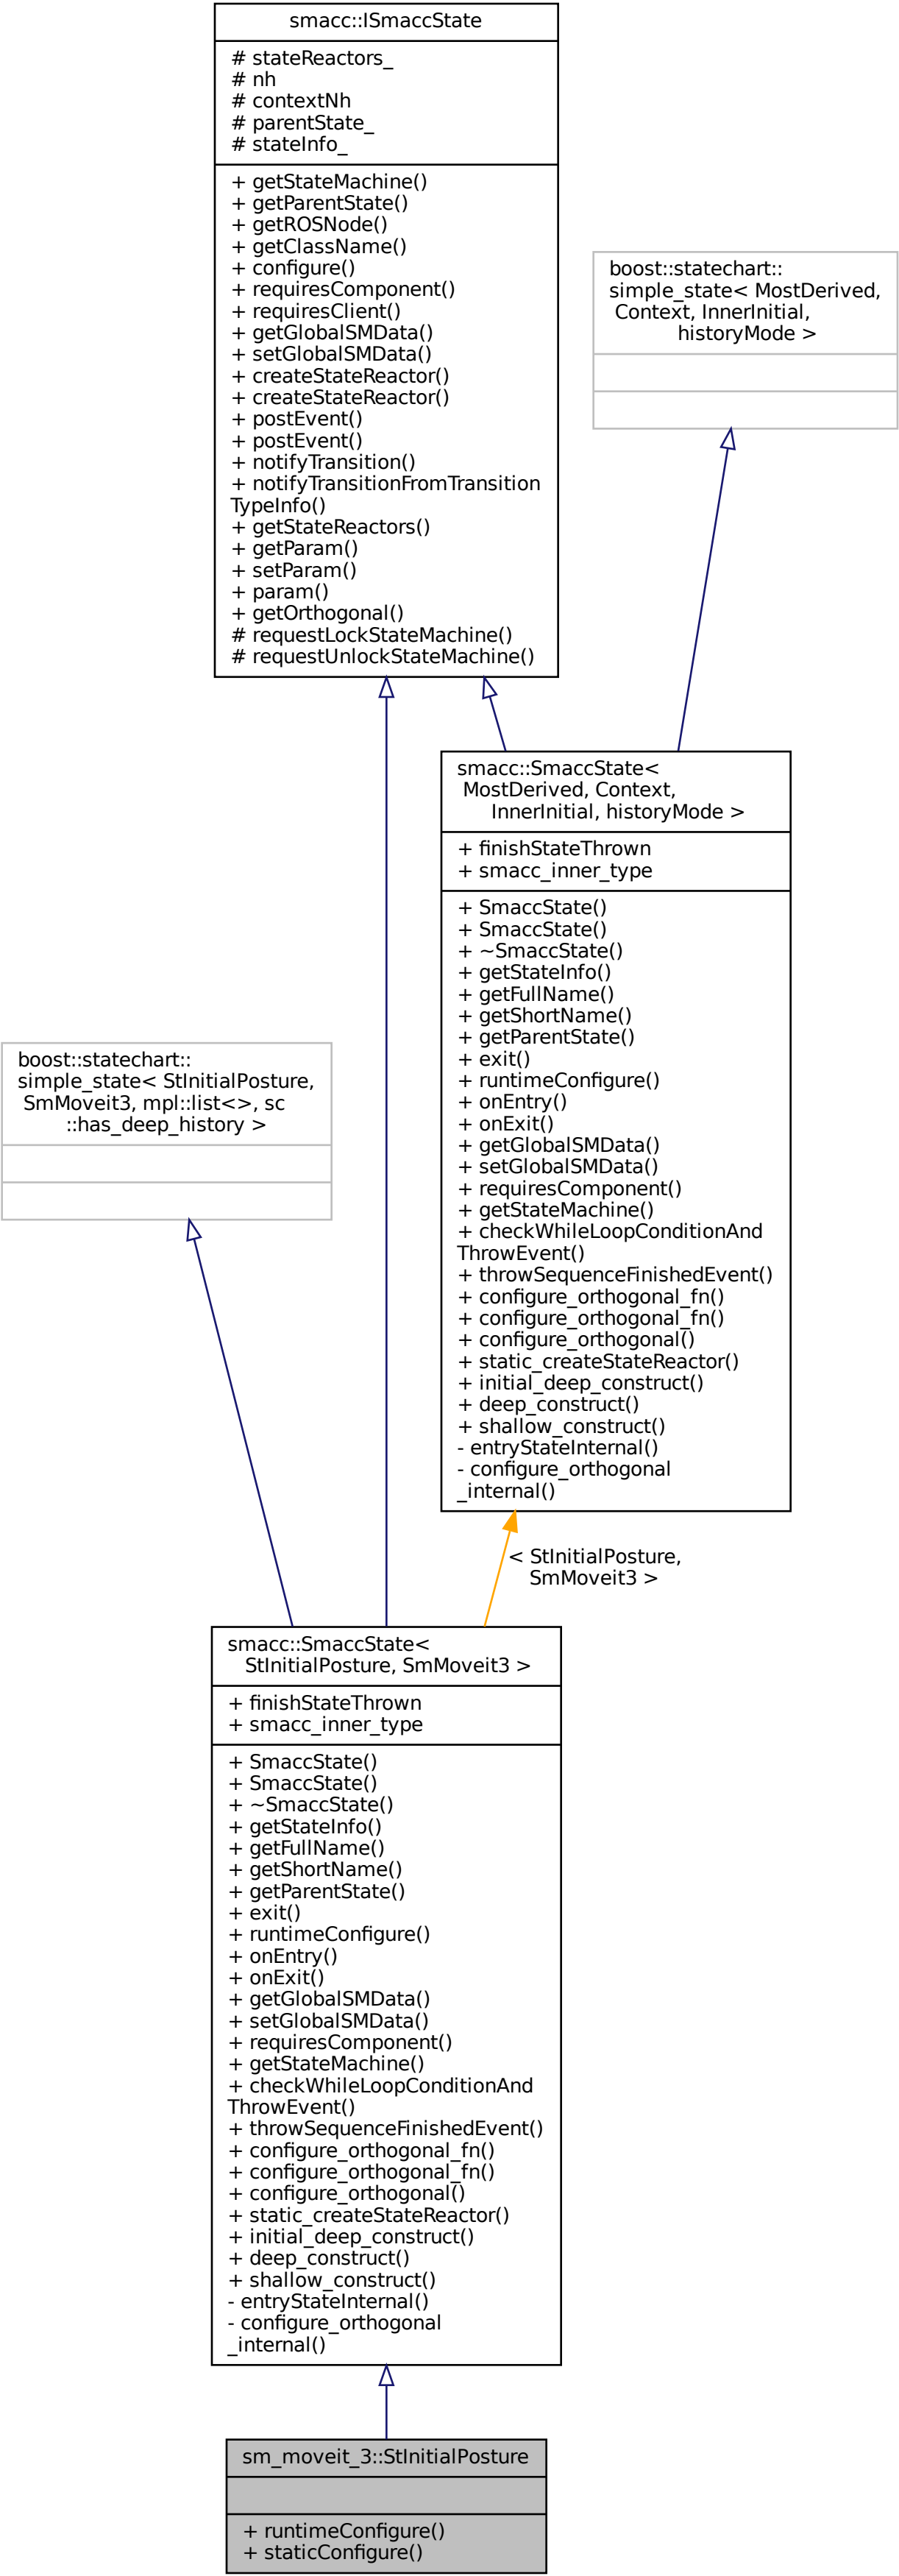 smacc::ISmaccState
# stateReactors_
# nh
# contextNh
# parentState_
# stateInfo_
+ getStateMachine()
+ getParentState()
+ getROSNode()
+ getClassName()
+ configure()
+ requiresComponent()
+ requiresClient()
+ getGlobalSMData()
+ setGlobalSMData()
+ createStateReactor()
+ createStateReactor()
+ postEvent()
+ postEvent()
+ notifyTransition()
+ notifyTransitionFromTransition
TypeInfo()
+ getStateReactors()
+ getParam()
+ setParam()
+ param()
+ getOrthogonal()
# requestLockStateMachine()
# requestUnlockStateMachine()
boost::statechart::
simple_state< MostDerived,
Context, InnerInitial,
historyMode >
smacc::SmaccState<
MostDerived, Context,
InnerInitial, historyMode >
+ finishStateThrown
+ smacc_inner_type
+ SmaccState()
+ SmaccState()
+ ~SmaccState()
+ getStateInfo()
+ getFullName()
+ getShortName()
+ getParentState()
+ exit()
+ runtimeConfigure()
+ onEntry()
+ onExit()
+ getGlobalSMData()
+ setGlobalSMData()
+ requiresComponent()
+ getStateMachine()
+ checkWhileLoopConditionAnd
ThrowEvent()
+ throwSequenceFinishedEvent()
+ configure_orthogonal_fn()
+ configure_orthogonal_fn()
+ configure_orthogonal()
+ static_createStateReactor()
+ initial_deep_construct()
+ deep_construct()
+ shallow_construct()
- entryStateInternal()
- configure_orthogonal
_internal()
boost::statechart::
simple_state< StInitialPosture,
SmMoveit3, mpl::list<>, sc
::has_deep_history >
< StInitialPosture,
SmMoveit3 >
smacc::SmaccState<
StInitialPosture, SmMoveit3 >
+ finishStateThrown
+ smacc_inner_type
+ SmaccState()
+ SmaccState()
+ ~SmaccState()
+ getStateInfo()
+ getFullName()
+ getShortName()
+ getParentState()
+ exit()
+ runtimeConfigure()
+ onEntry()
+ onExit()
+ getGlobalSMData()
+ setGlobalSMData()
+ requiresComponent()
+ getStateMachine()
+ checkWhileLoopConditionAnd
ThrowEvent()
+ throwSequenceFinishedEvent()
+ configure_orthogonal_fn()
+ configure_orthogonal_fn()
+ configure_orthogonal()
+ static_createStateReactor()
+ initial_deep_construct()
+ deep_construct()
+ shallow_construct()
- entryStateInternal()
- configure_orthogonal
_internal()
sm_moveit_3::StInitialPosture
+ runtimeConfigure()
+ staticConfigure()